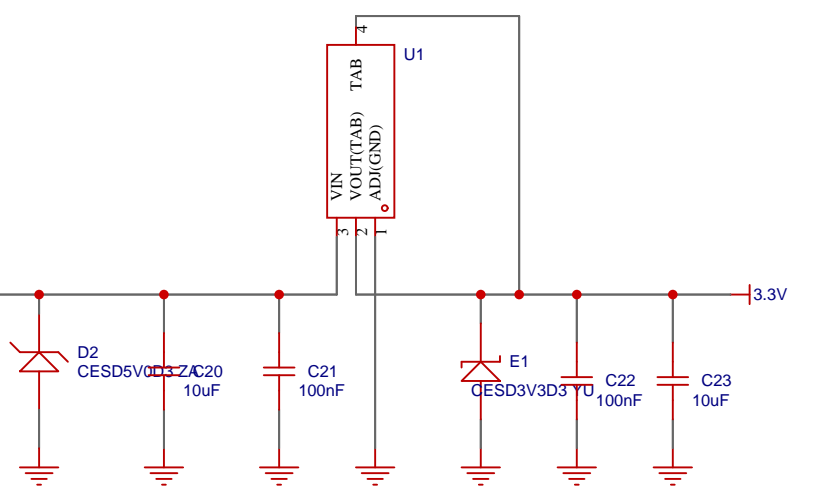 4
U1
TAB
VOUT(TAB)
ADJ(GND)
VIN
3
2
1
3.3V
D2
CESD5V0D3 ZA
C20
10uF
C21
100nF
E1
CESD3V3D3 YU
C22
100nF
C23
10uF